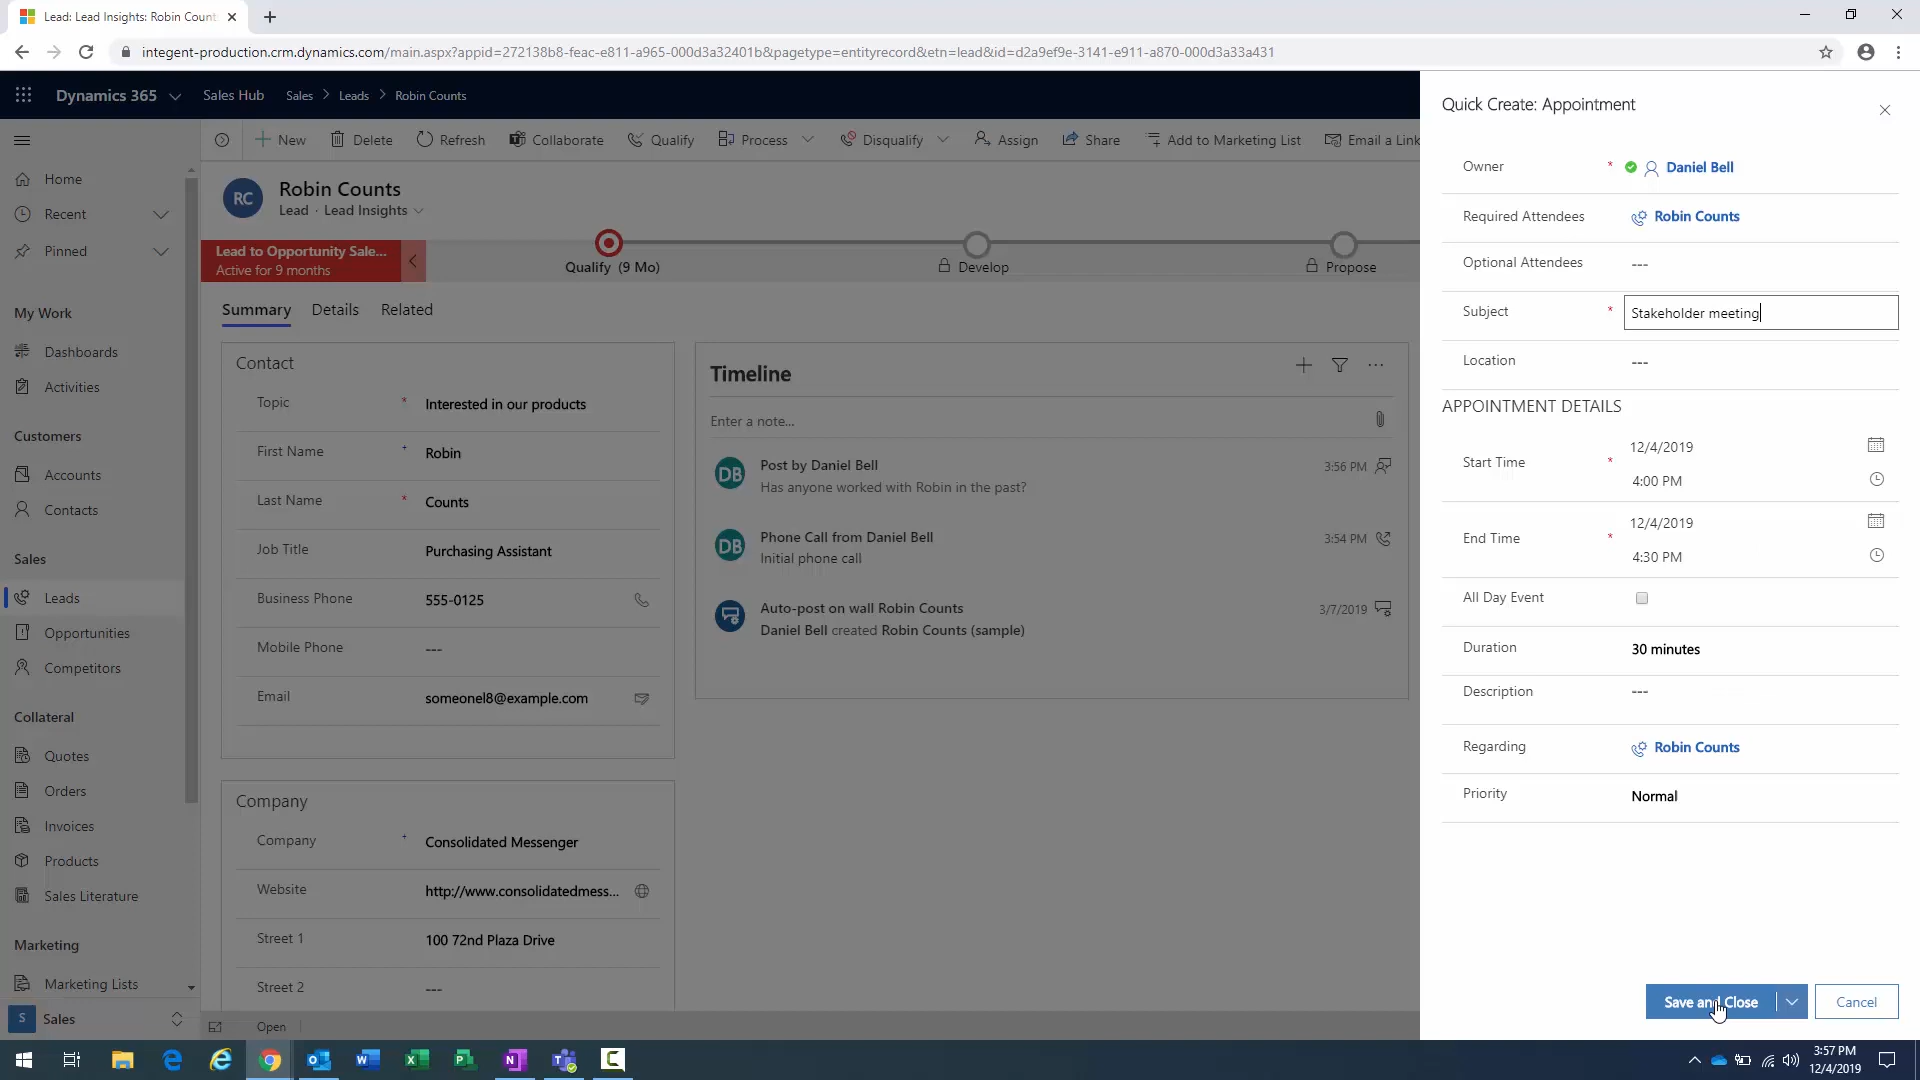 Lead: Lead Insights: Robin Count
integent-production.crm.dynamics.com/main.aspx?appid=272138b8-feac-e811-a965-000d3a32401b&pagetype=entityrecord&etn=lead&id=d2a9ef9e-3141-e911-a870-000d3a33a431
Dynamics 365
Sales Hub
Sales > Leads > Robin Counts
New
Delete
Refresh
Collaborate
Qualify
Process
Disqualify
Assign
Share
Add to Marketing List
Email a Link
Home
Recent
Pinned
My Work
Dashboards
Activities
Customers
Accounts
Contacts
Sales
Leads
Opportunities
Competitors
Collateral
Quotes
Orders
Invoices
Products
Sales Literature
Marketing
Marketing Lists
S Sales
RC
Robin Counts
Lead · Lead Insights
Lead to Opportunity Sale...
Active for 9 months
Qualify (9 Mo)
Develop
Propose
Summary
Details
Related
Contact
Topic * Interested in our products
First Name + Robin
Last Name * Counts
Job Title Purchasing Assistant
Business Phone 555-0125
Mobile Phone ---
Email someonel8@example.com
Company
Company + Consolidated Messenger
Website http://www.consolidatedmess...
Street 1 100 72nd Plaza Drive
Street 2 ---
Open
Timeline
Enter a note...
DB Post by Daniel Bell 3:56 PM
Has anyone worked with Robin in the past?
DB Phone Call from Daniel Bell 3:54 PM
Initial phone call
Auto-post on wall Robin Counts 3/7/2019
Daniel Bell created Robin Counts (sample)
Quick Create: Appointment
Owner * Daniel Bell
Required Attendees Robin Counts
Optional Attendees ---
Subject * Stakeholder meeting
Location ---
APPOINTMENT DETAILS
Start Time * 12/4/2019
4:00 PM
End Time * 12/4/2019
4:30 PM
All Day Event
Duration 30 minutes
Description ---
Regarding Robin Counts
Priority Normal
Save and Close
Cancel
3:57 PM
12/4/2019